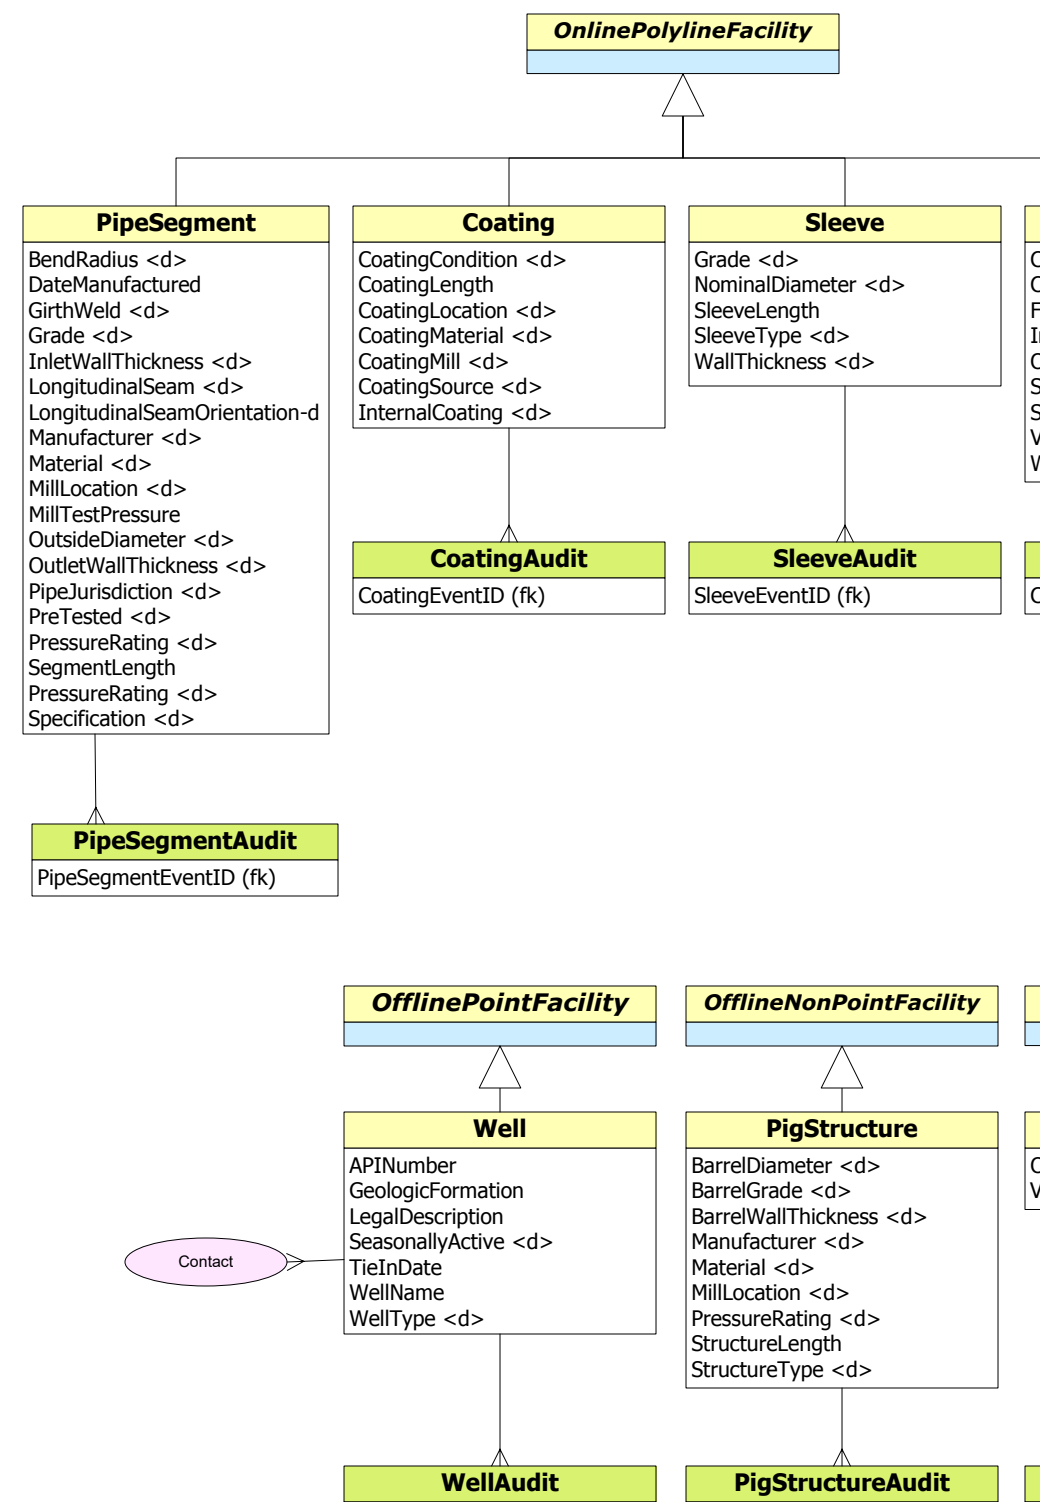 OnlinePolylineFacility
PipeSegment
BendRadius <d>
DateManufactured
GirthWeld <d>
Grade <d>
InletWallThickness <d>
LongitudinalSeam <d>
LongitudinalSeamOrientation-d
Manufacturer <d>
Material <d>
MillLocation <d>
MillTestPressure
OutsideDiameter <d>
OutletWallThickness <d>
PipeJurisdiction <d>
PreTested <d>
PressureRating <d>
SegmentLength
PressureRating <d>
Specification <d>
PipeSegmentAudit
PipeSegmentEventID (fk)
Coating
CoatingCondition <d>
CoatingLength
CoatingLocation <d>
CoatingMaterial <d>
CoatingMill <d>
CoatingSource <d>
InternalCoating <d>
CoatingAudit
CoatingEventID (fk)
Sleeve
Grade <d>
NominalDiameter <d>
SleeveLength
SleeveType <d>
WallThickness <d>
SleeveAudit
SleeveEventID (fk)
OfflinePointFacility
Well
APINumber
GeologicFormation
LegalDescription
SeasonallyActive <d>
TieInDate
WellName
WellType <d>
Contact
WellAudit
OfflineNonPointFacility
PigStructure
BarrelDiameter <d>
BarrelGrade <d>
BarrelWallThickness <d>
Manufacturer <d>
Material <d>
MillLocation <d>
PressureRating <d>
StructureLength
StructureType <d>
PigStructureAudit